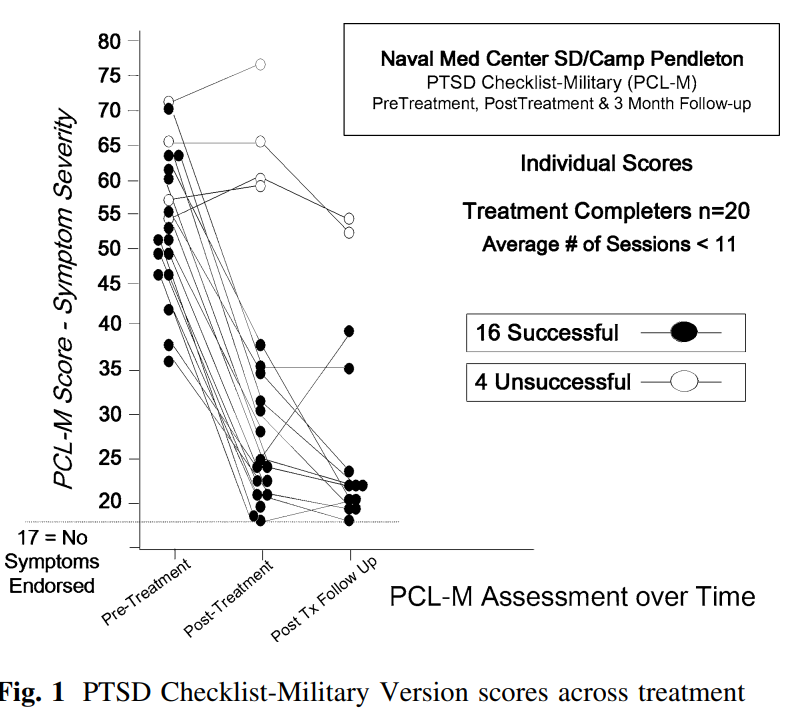 80
75
70
65
60
55
50
45
40
35
30
25
20
PCL-M Score - Symptom Severity
17 = No
Symptoms
Endorsed
Pre-Treatment
Post-Treatment
Post Tx Follow Up
PCL-M Assessment over Time
Naval Med Center SD/Camp Pendleton
PTSD Checklist-Military (PCL-M)
PreTreatment, PostTreatment & 3 Month Follow-up
Individual Scores
Treatment Completers n=20
Average # of Sessions < 11
16 Successful
4 Unsuccessful
Fig. 1 PTSD Checklist-Military Version scores across treatment